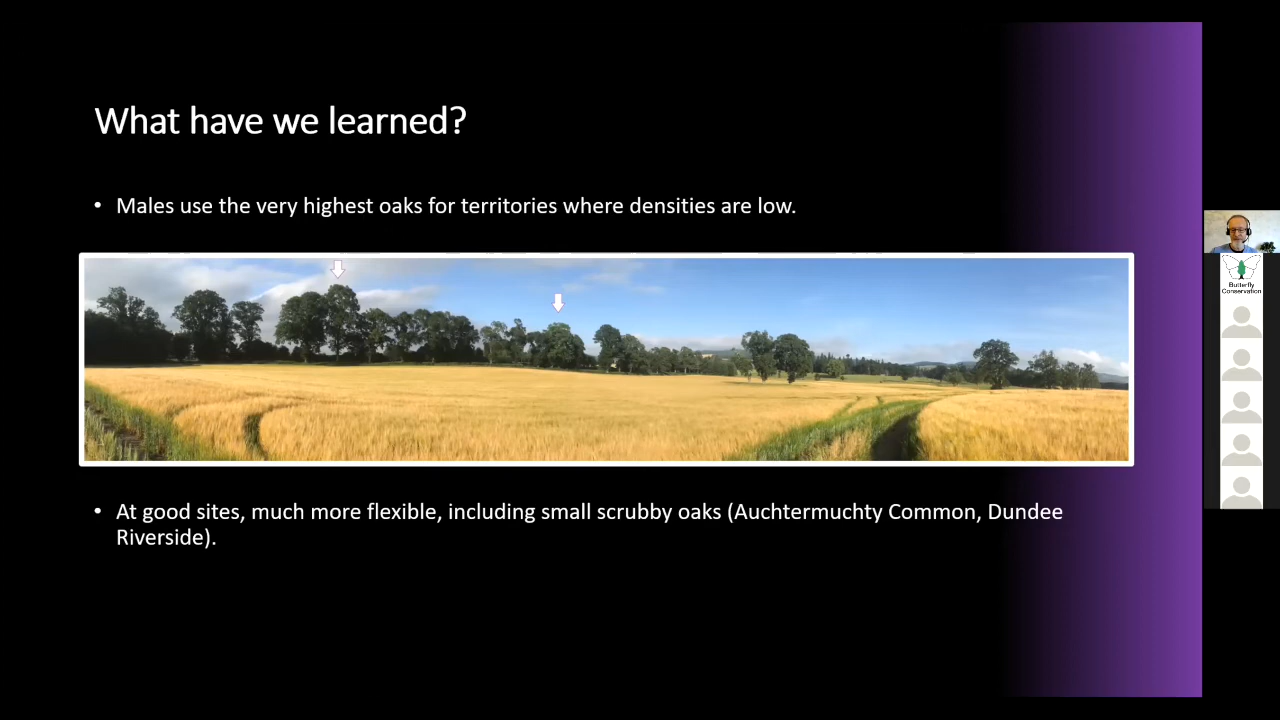 What have we learned?
• Males use the very highest oaks for territories where densities are low.
• At good sites, much more flexible, including small scrubby oaks (Auchtermuchty Common, Dundee
Riverside).
Butterfly
Conservation